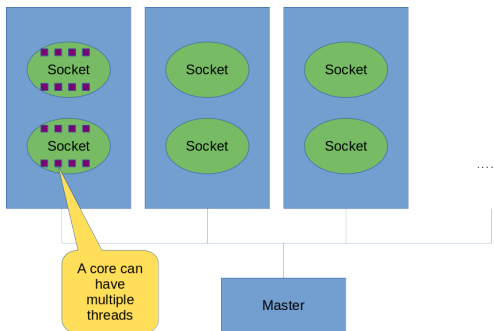 Socket
Socket
Socket
Socket
Socket
Socket
....
A core can
have
multiple
threads
Master